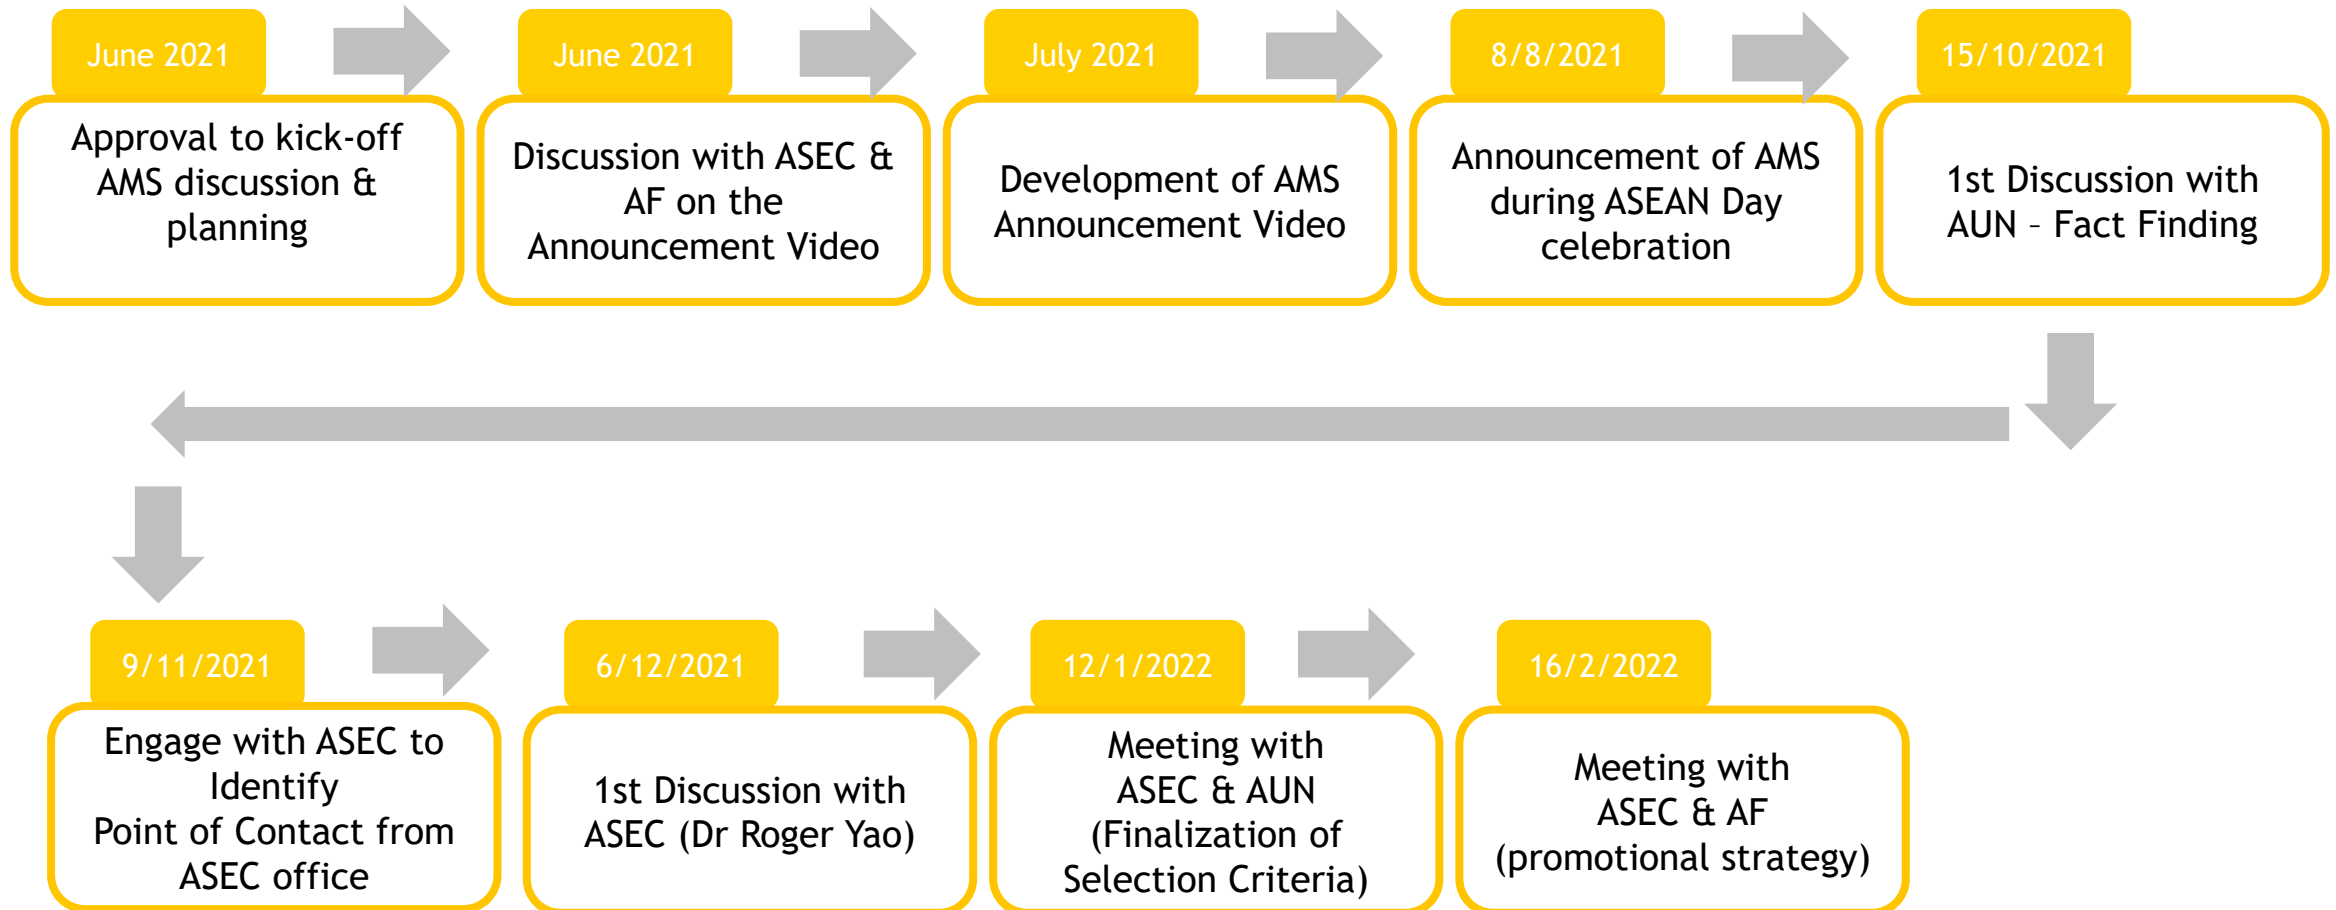 June 2021
Approval to kick-off
AMS discussion &
planning
June 2021
Discussion with ASEC &
AF on the
Announcement Video
July 2021
Development of AMS
Announcement Video
8/8/2021
Announcement of AMS
during ASEAN Day
celebration
15/10/2021
1st Discussion with
AUN – Fact Finding
9/11/2021
Engage with ASEC to
Identify
Point of Contact from
ASEC office
6/12/2021
1st Discussion with
ASEC (Dr Roger Yao)
12/1/2022
Meeting with
ASEC & AUN
(Finalization of
Selection Criteria)
16/2/2022
Meeting with
ASEC & AF
(promotional strategy)